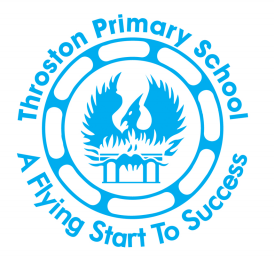 Throston Primary School
A Flying Start To Success